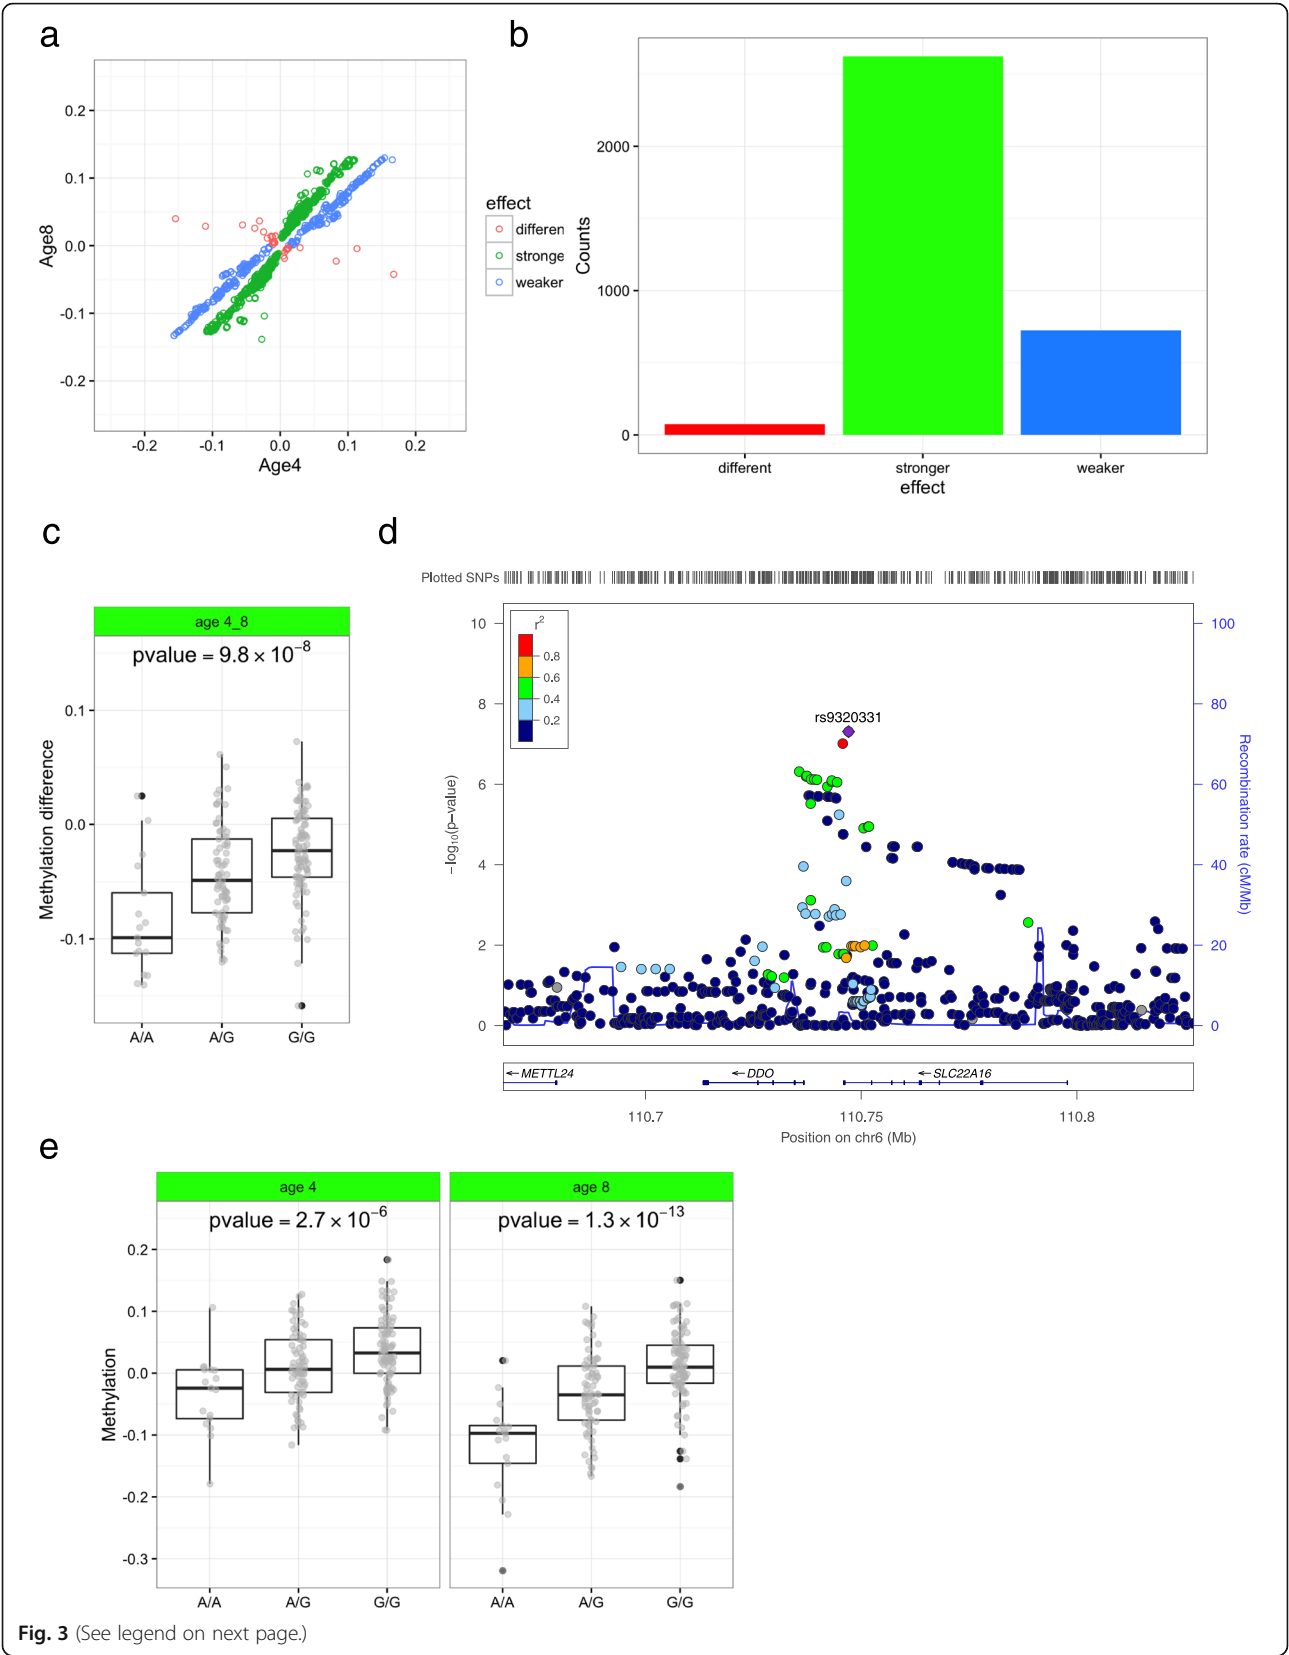 a
0.2
0.1
0.0
-0.1
-0.2
Age8
-0.2 -0.1 0.0 0.1 0.2
Age4
effect
differen
stronge
weaker
b
2000
1000
0
Counts
different stronger weaker
effect
c
age 4_8
pvalue = 9.8 × 10⁻⁸
0.1
0.0
-0.1
Methylation difference
A/A A/G G/G
d
Plotted SNPs
r²
0.8
0.6
0.4
0.2
rs9320331
10
8
6
4
2
0
−log₁₀(p−value)
100
80
60
40
20
0
Recombination rate (cM/Mb)
←METTL24 ←DDO ←SLC22A16
110.7 110.75 110.8
Position on chr6 (Mb)
e
age 4 age 8
pvalue = 2.7 × 10⁻⁶ pvalue = 1.3 × 10⁻¹³
0.2
0.1
0.0
-0.1
-0.2
-0.3
Methylation
A/A A/G G/G A/A A/G G/G
Fig. 3 (See legend on next page.)